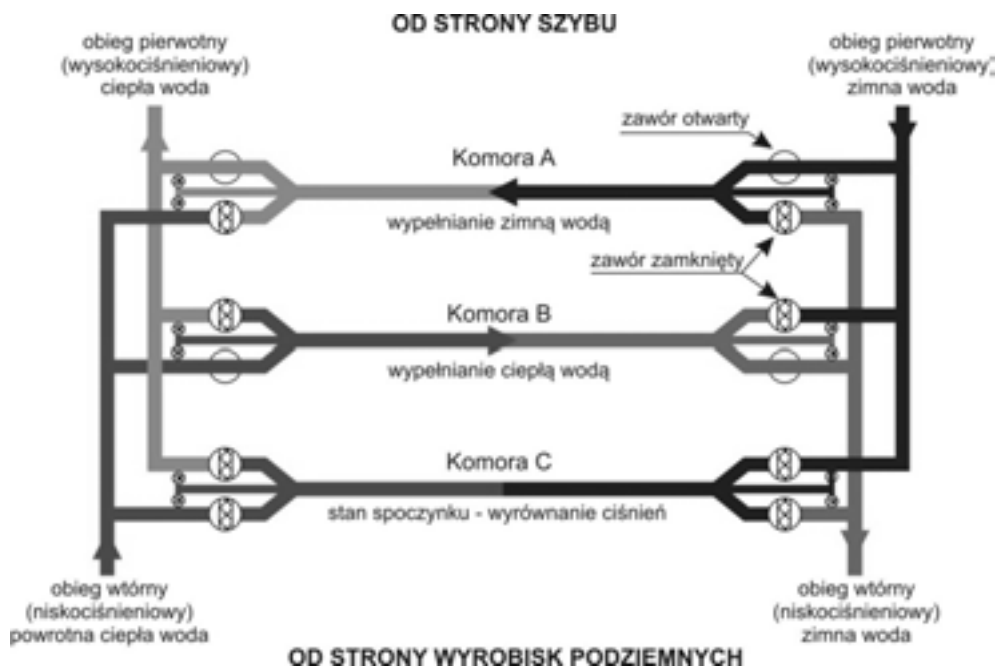 OD STRONY SZYBU
obieg pierwotny
(wysokociśnieniowy)
ciepła woda
obieg pierwotny
(wysokociśnieniowy)
zimna woda
zawór otwarty
Komora A
wypełnianie zimną wodą
zawór zamknięty
Komora B
wypełnianie ciepłą wodą
Komora C
stan spoczynku - wyrównanie ciśnień
obieg wtórny
(niskociśnieniowy)
powrotna ciepła woda
obieg wtórny
(niskociśnieniowy)
zimna woda
OD STRONY WYROBISK PODZIEMNYCH